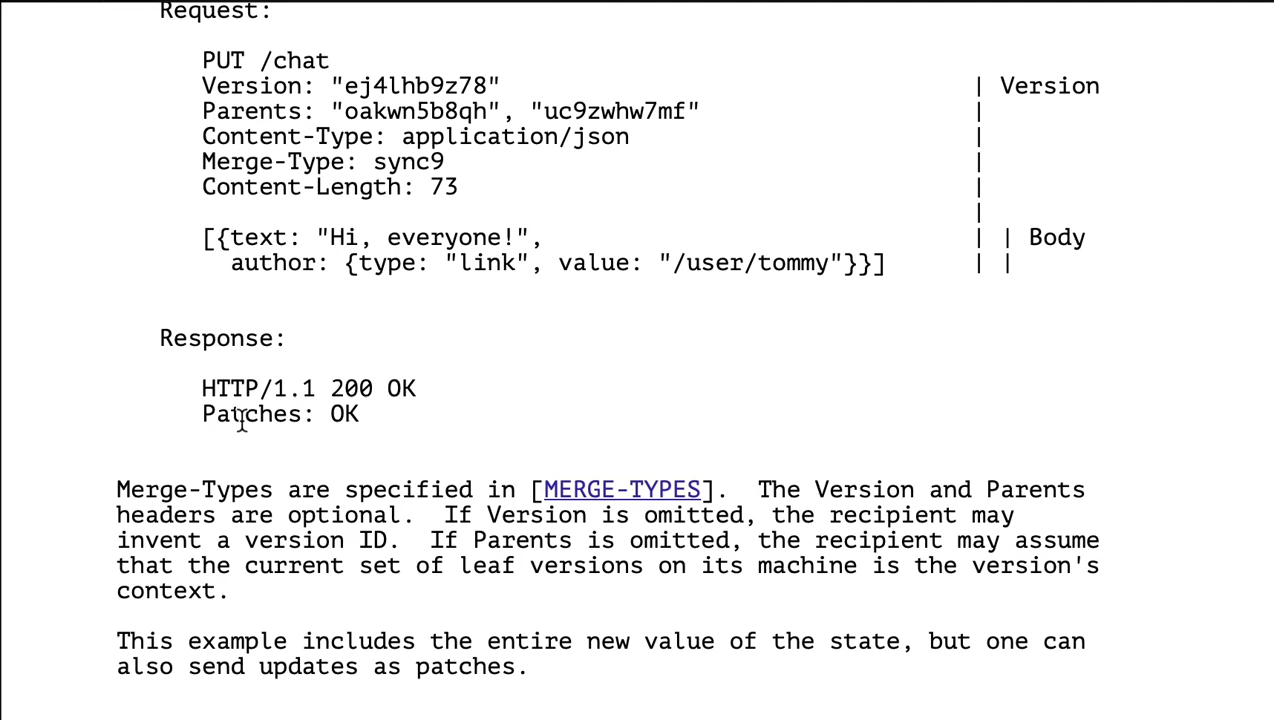 Request:
PUT /chat
Version: "ej4lhb9z78" | Version
Parents: "oakwn5b8qh", "uc9zwhw7mf" |
Content-Type: application/json |
Merge-Type: sync9 |
Content-Length: 73 |
|
[{text: "Hi, everyone!", | | Body
author: {type: "link", value: "/user/tommy"}}] | |
Response:
HTTP/1.1 200 OK
Patches: OK
Merge-Types are specified in [MERGE-TYPES]. The Version and Parents
headers are optional. If Version is omitted, the recipient may
invent a version ID. If Parents is omitted, the recipient may assume
that the current set of leaf versions on its machine is the version's
context.
This example includes the entire new value of the state, but one can
also send updates as patches.